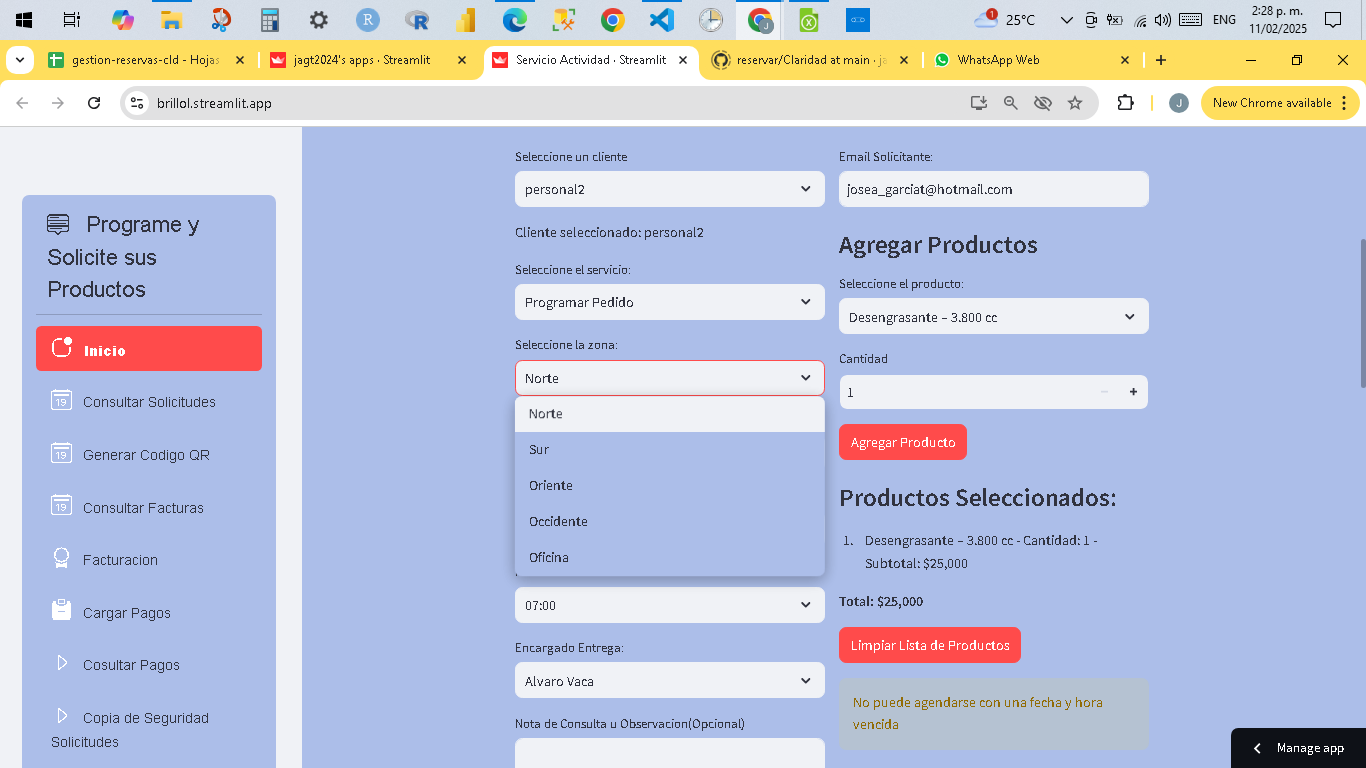 25°C
ENG
2:28 p. m.
11/02/2025
gestion-reservas-cld - Hojas
jagt2024's apps · Streamlit
Servicio Actividad · Streamlit
reservar/Claridad at main · ja
WhatsApp Web
brillol.streamlit.app
New Chrome available
Programe y
Solicite sus
Productos
Inicio
Consultar Solicitudes
Generar Codigo QR
Consultar Facturas
Facturacion
Cargar Pagos
Cosultar Pagos
Copia de Seguridad
Solicitudes
Seleccione un cliente
personal2
Cliente seleccionado: personal2
Seleccione el servicio:
Programar Pedido
Seleccione la zona:
Norte
Norte
Sur
Oriente
Occidente
Oficina
07:00
Encargado Entrega:
Alvaro Vaca
Nota de Consulta u Observacion(Opcional)
Email Solicitante:
josea_garciat@hotmail.com
Agregar Productos
Seleccione el producto:
Desengrasante – 3.800 cc
Cantidad
1
Agregar Producto
Productos Seleccionados:
1. Desengrasante – 3.800 cc - Cantidad: 1 -
Subtotal: $25,000
Total: $25,000
Limpiar Lista de Productos
No puede agendarse con una fecha y hora
vencida
Manage app